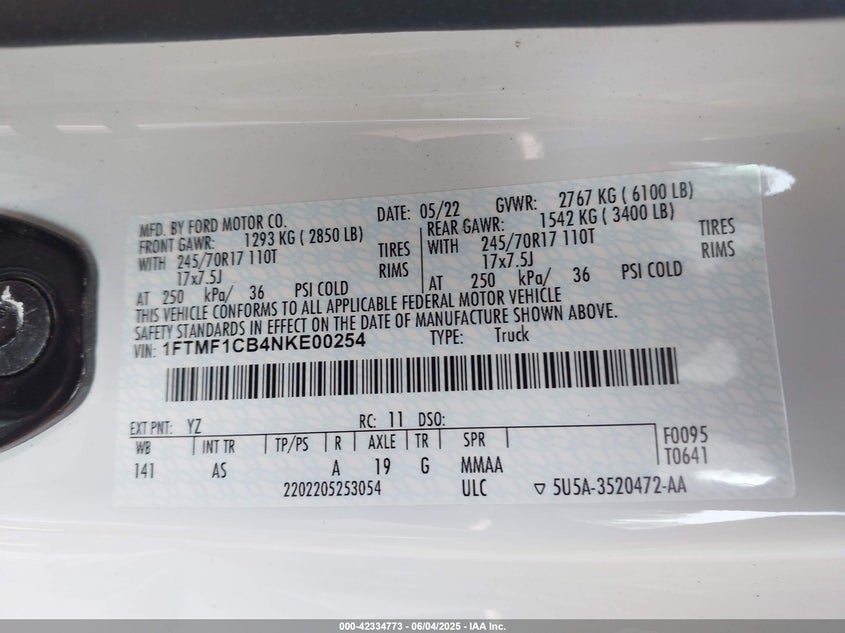 MFD. BY FORD MOTOR CO. DATE: 05/22 GVWR: 2767 KG ( 6100 LB)
FRONT GAWR: 1293 KG ( 2850 LB) REAR GAWR: 1542 KG ( 3400 LB)
WITH 245/70R17 110T TIRES WITH 245/70R17 110T TIRES
17x7.5J RIMS 17x7.5J RIMS
AT 250 kPa/ 36 PSI COLD AT 250 kPa/ 36 PSI COLD
THIS VEHICLE CONFORMS TO ALL APPLICABLE FEDERAL MOTOR VEHICLE
SAFETY STANDARDS IN EFFECT ON THE DATE OF MANUFACTURE SHOWN ABOVE.
VIN: 1FTMF1CB4NKE00254 TYPE: Truck
EXT PNT: YZ RC: 11 DSO:
WB INT TR TP/PS R AXLE TR SPR F0095
141 AS A 19 G MMAA T0641
2202205253054 ULC ▽ 5U5A-3520472-AA
000-42334773 - 06/04/2025 - IAA Inc.